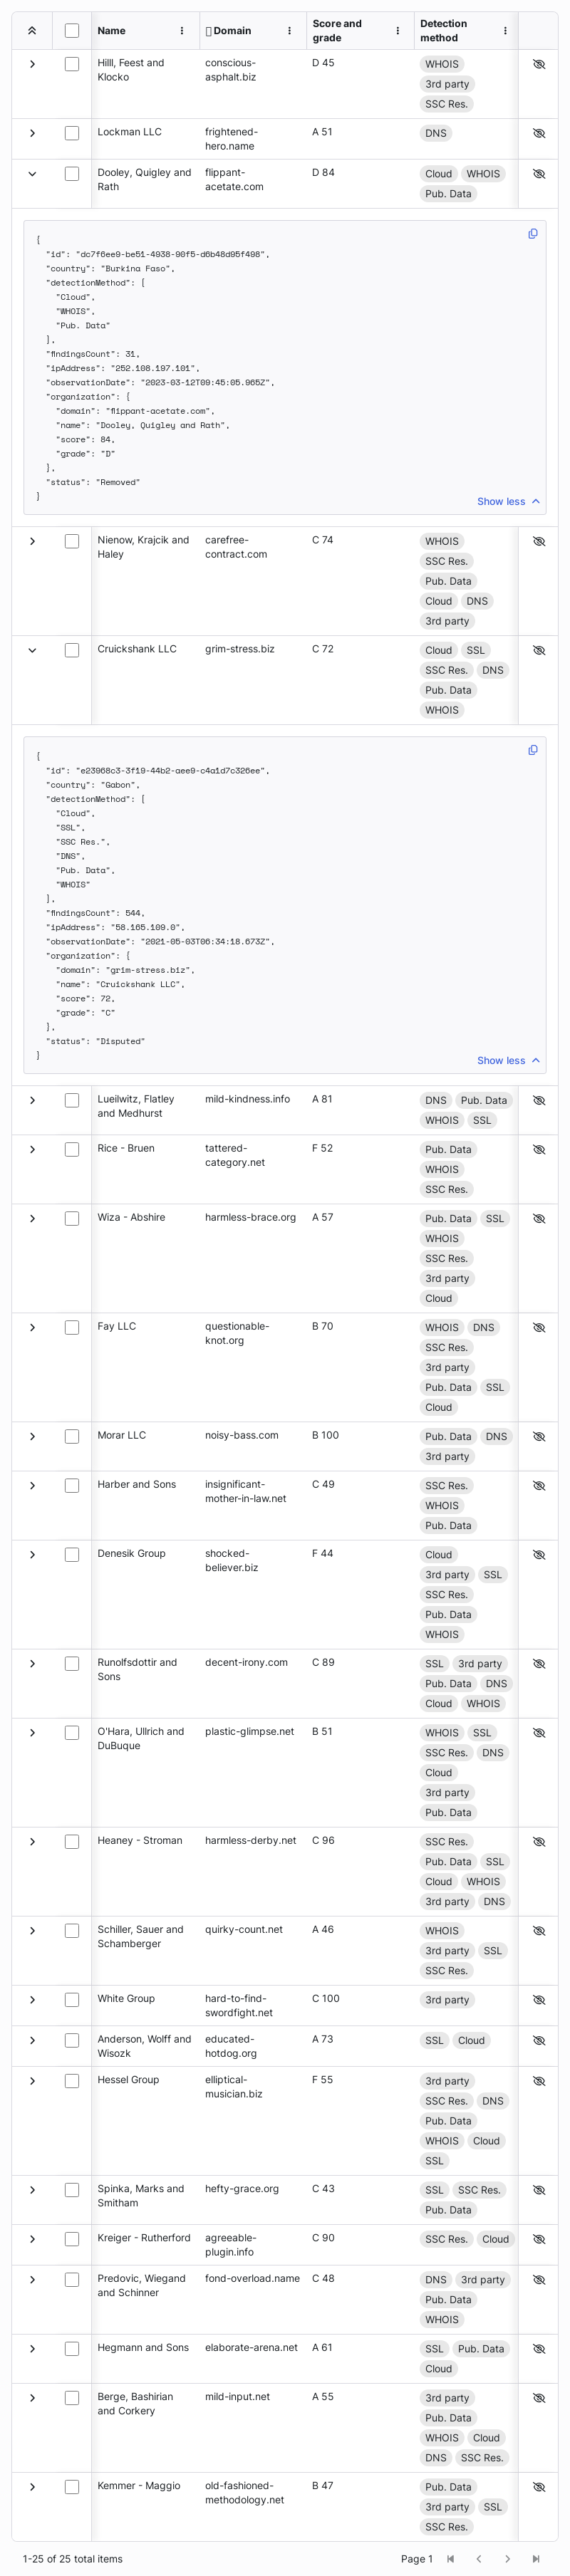 Name Domain Score and grade Detection method
Hilll, Feest and Klocko conscious-asphalt.biz D 45 WHOIS 3rd party SSC Res.
Lockman LLC frightened-hero.name A 51 DNS
Dooley, Quigley and Rath flippant-acetate.com D 84 Cloud WHOIS Pub. Data
{
"id": "dc7f6ee9-be51-4938-90f5-d6b48d95f498",
"country": "Burkina Faso",
"detectionMethod": [
"Cloud",
"WHOIS",
"Pub. Data"
],
"findingsCount": 31,
"ipAddress": "252.108.197.101",
"observationDate": "2023-03-12T09:45:05.965Z",
"organization": [
"domain": "flippant-acetate.com",
"name": "Dooley, Quigley and Rath",
"score": 84,
"grade": "D"
],
"status": "Removed"
}
Show less
Nienow, Krajcik and Haley carefree-contract.com C 74 WHOIS SSC Res. Pub. Data Cloud DNS 3rd party
Cruickshank LLC grim-stress.biz C 72 Cloud SSL SSC Res. DNS Pub. Data WHOIS
{
"id": "e23968c3-3f19-44b2-aee9-c4a1d7c326ee",
"country": "Gabon",
"detectionMethod": [
"Cloud",
"SSL",
"SSC Res.",
"DNS",
"Pub. Data",
"WHOIS"
],
"findingsCount": 544,
"ipAddress": "58.165.109.0",
"observationDate": "2021-05-03T06:34:18.673Z",
"organization": [
"domain": "grim-stress.biz",
"name": "Cruickshank LLC",
"score": 72,
"grade": "C"
],
"status": "Disputed"
}
Show less
Lueilwitz, Flatley and Medhurst mild-kindness.info A 81 DNS Pub. Data WHOIS SSL
Rice - Bruen tattered-category.net F 52 Pub. Data WHOIS SSC Res.
Wiza - Abshire harmless-brace.org A 57 Pub. Data SSL WHOIS SSC Res. 3rd party Cloud
Fay LLC questionable-knot.org B 70 WHOIS DNS SSC Res. 3rd party Pub. Data SSL Cloud
Morar LLC noisy-bass.com B 100 Pub. Data DNS 3rd party
Harber and Sons insignificant-mother-in-law.net C 49 SSC Res. WHOIS Pub. Data
Denesik Group shocked-believer.biz F 44 Cloud 3rd party SSL SSC Res. Pub. Data WHOIS
Runolfsdottir and Sons decent-irony.com C 89 SSL 3rd party Pub. Data DNS Cloud WHOIS
O'Hara, Ullrich and DuBuque plastic-glimpse.net B 51 WHOIS SSL SSC Res. DNS Cloud 3rd party Pub. Data
Heaney - Stroman harmless-derby.net C 96 SSC Res. Pub. Data SSL Cloud WHOIS 3rd party DNS
Schiller, Sauer and Schamberger quirky-count.net A 46 WHOIS 3rd party SSL SSC Res.
White Group hard-to-find-swordfight.net C 100 3rd party
Anderson, Wolff and Wisozk educated-hotdog.org A 73 SSL Cloud
Hessel Group elliptical-musician.biz F 55 3rd party SSC Res. DNS Pub. Data WHOIS Cloud SSL
Spinka, Marks and Smitham hefty-grace.org C 43 SSL SSC Res. Pub. Data
Kreiger - Rutherford agreeable-plugin.info C 90 SSC Res. Cloud
Predovic, Wiegand and Schinner fond-overload.name C 48 DNS 3rd party Pub. Data WHOIS
Hegmann and Sons elaborate-arena.net A 61 SSL Pub. Data Cloud
Berge, Bashirian and Corkery mild-input.net A 55 3rd party Pub. Data WHOIS Cloud DNS SSC Res.
Kemmer - Maggio old-fashioned-methodology.net B 47 Pub. Data 3rd party SSL SSC Res.
1-25 of 25 total items Page 1